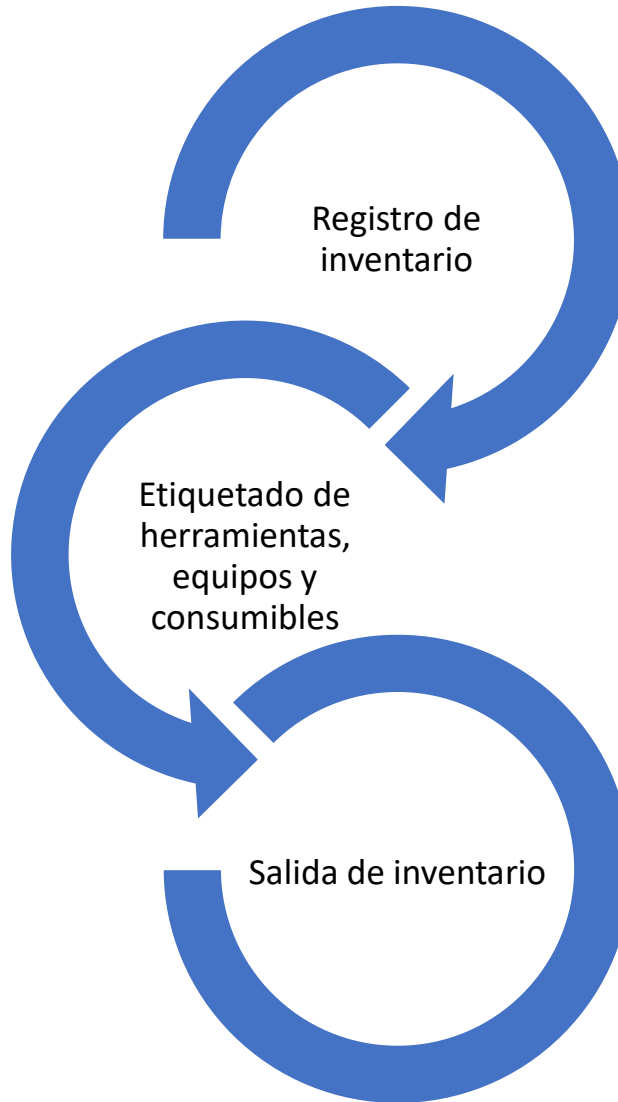 Registro de
inventario
Etiquetado de
herramientas,
equipos y
consumibles
Salida de inventario